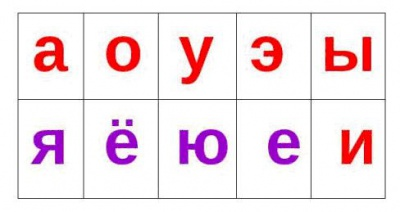 а о у э ы
я ё ю е и